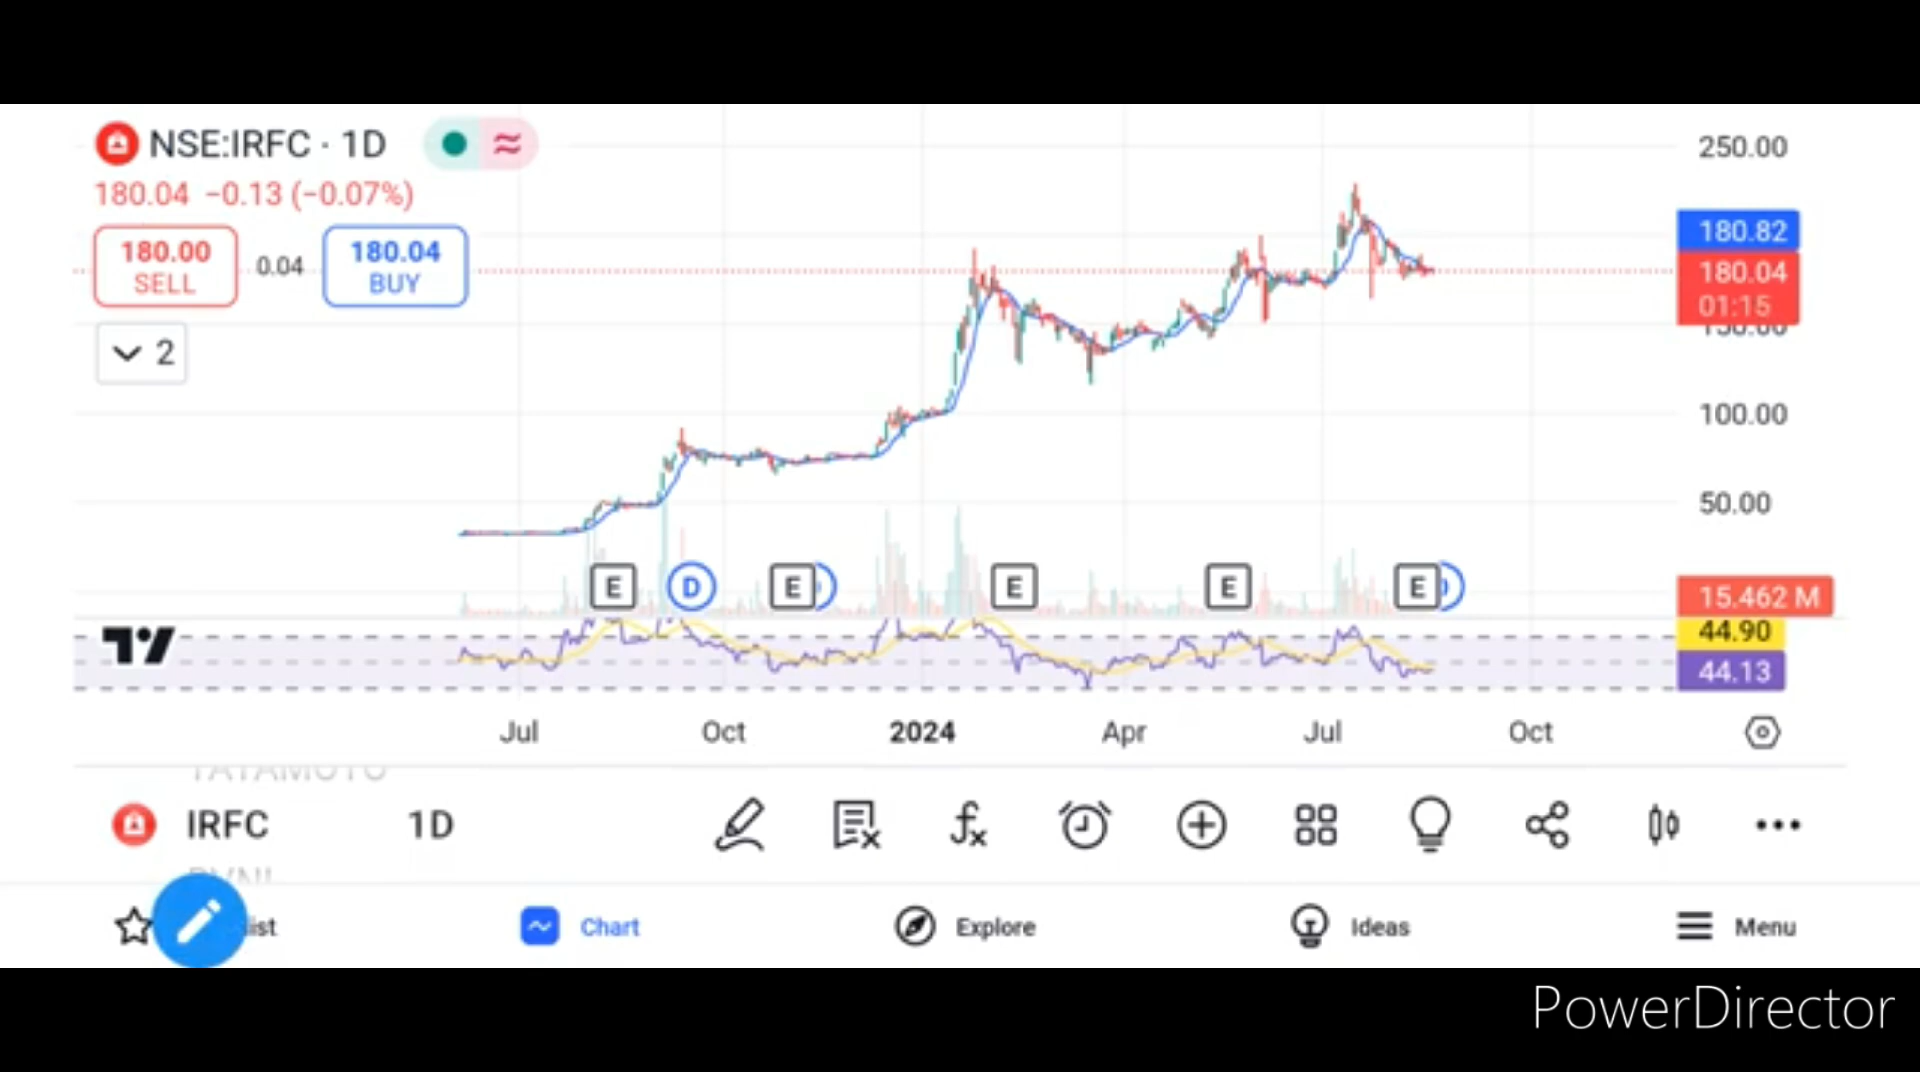 NSE:IRFC · 1D
180.04 −0.13 (−0.07%)
180.00
SELL
0.04
180.04
BUY
2
250.00
180.82
180.04
01:15
150.00
100.00
50.00
E
D
E
E
E
E
15.462 M
44.90
44.13
Jul
Oct
2024
Apr
Jul
Oct
TATAMOTO
IRFC
1D
Chart
Explore
Ideas
Menu
PowerDirector